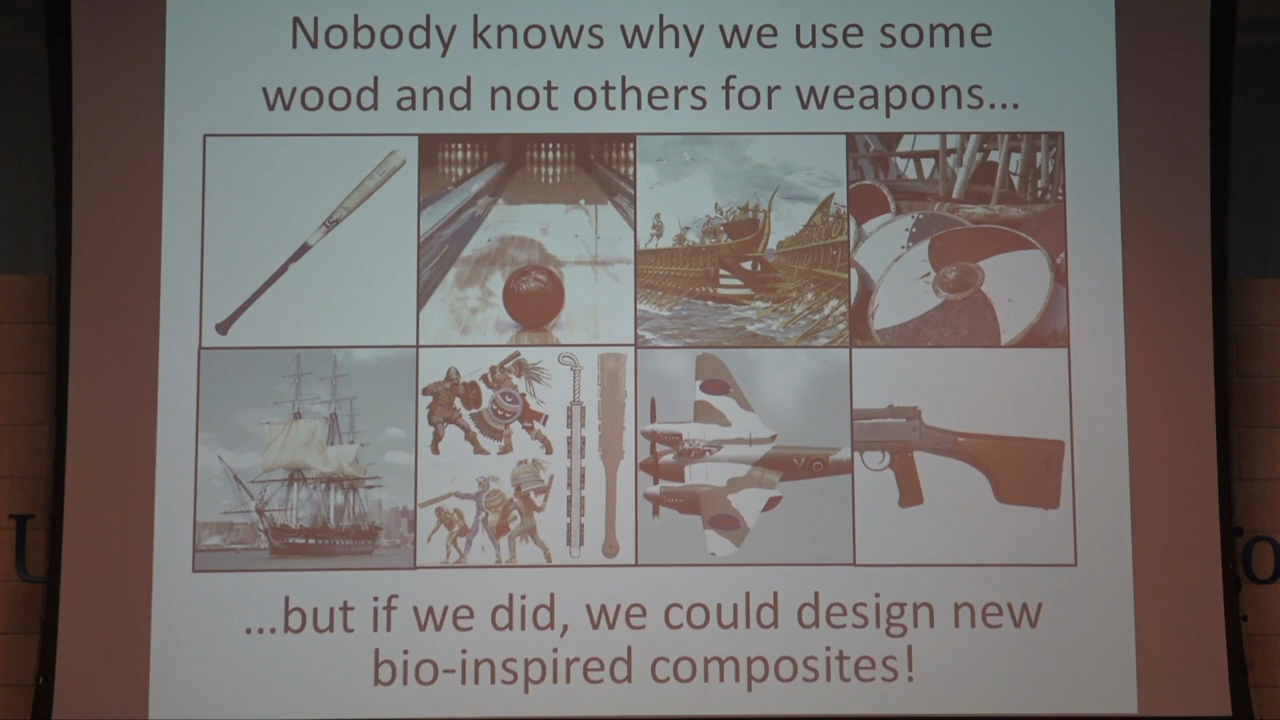 Nobody knows why we use some
wood and not others for weapons...
...but if we did, we could design new
bio-inspired composites!